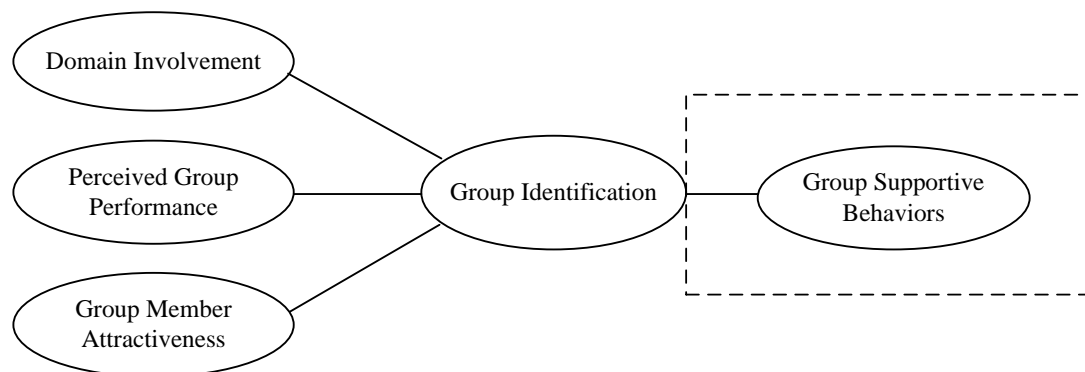 Domain Involvement
Perceived Group
Performance
Group Member
Attractiveness
Group Identification
Group Supportive
Behaviors